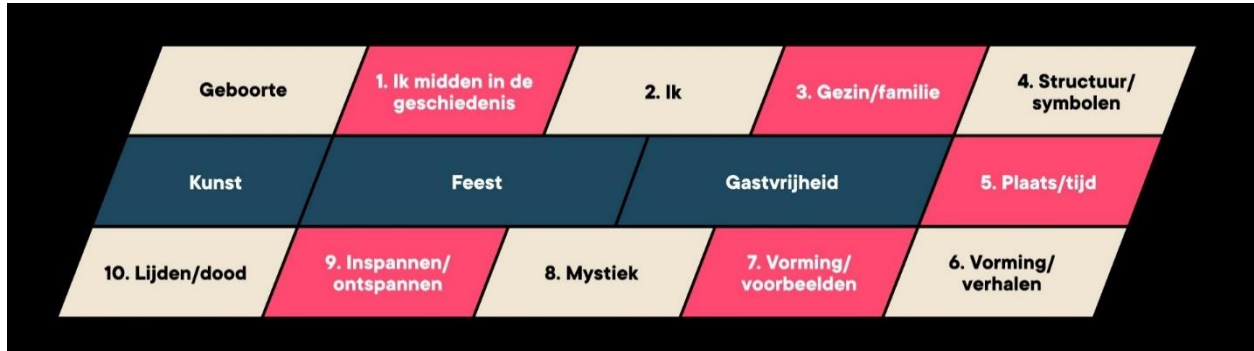 Geboorte
1. Ik midden in de
geschiedenis
2. Ik
3. Gezin/familie
4. Structuur/
symbolen
Kunst
Feest
Gastvrijheid
5. Plaats/tijd
10. Lijden/dood
9. Inspannen/
ontspannen
8. Mystiek
7. Vorming/
voorbeelden
6. Vorming/
verhalen